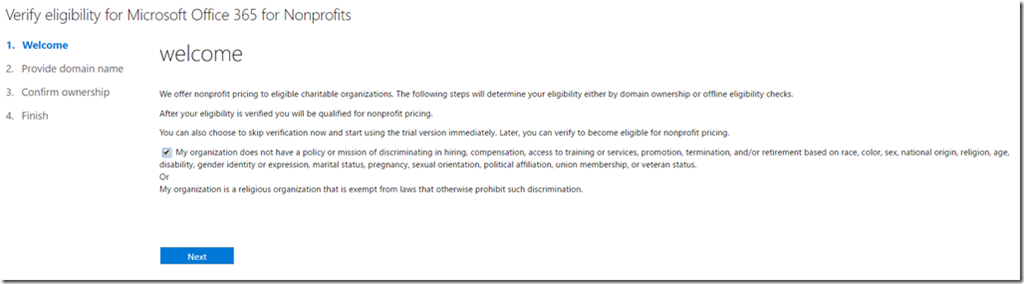 Verify eligibility for Microsoft Office 365 for Nonprofits
1. Welcome
2. Provide domain name
3. Confirm ownership
4. Finish
welcome
We offer nonprofit pricing to eligible charitable organizations. The following steps will determine your eligibility either by domain ownership or offline eligibility checks.
After your eligibility is verified you will be qualified for nonprofit pricing.
You can also choose to skip verification now and start using the trial version immediately. Later, you can verify to become eligible for nonprofit pricing.
My organization does not have a policy or mission of discriminating in hiring, compensation, access to training or services, promotion, termination, and/or retirement based on race, color, sex, national origin, religion, age,
disability, gender identity or expression, marital status, pregnancy, sexual orientation, political affiliation, union membership, or veteran status.
Or
My organization is a religious organization that is exempt from laws that otherwise prohibit such discrimination.
Next